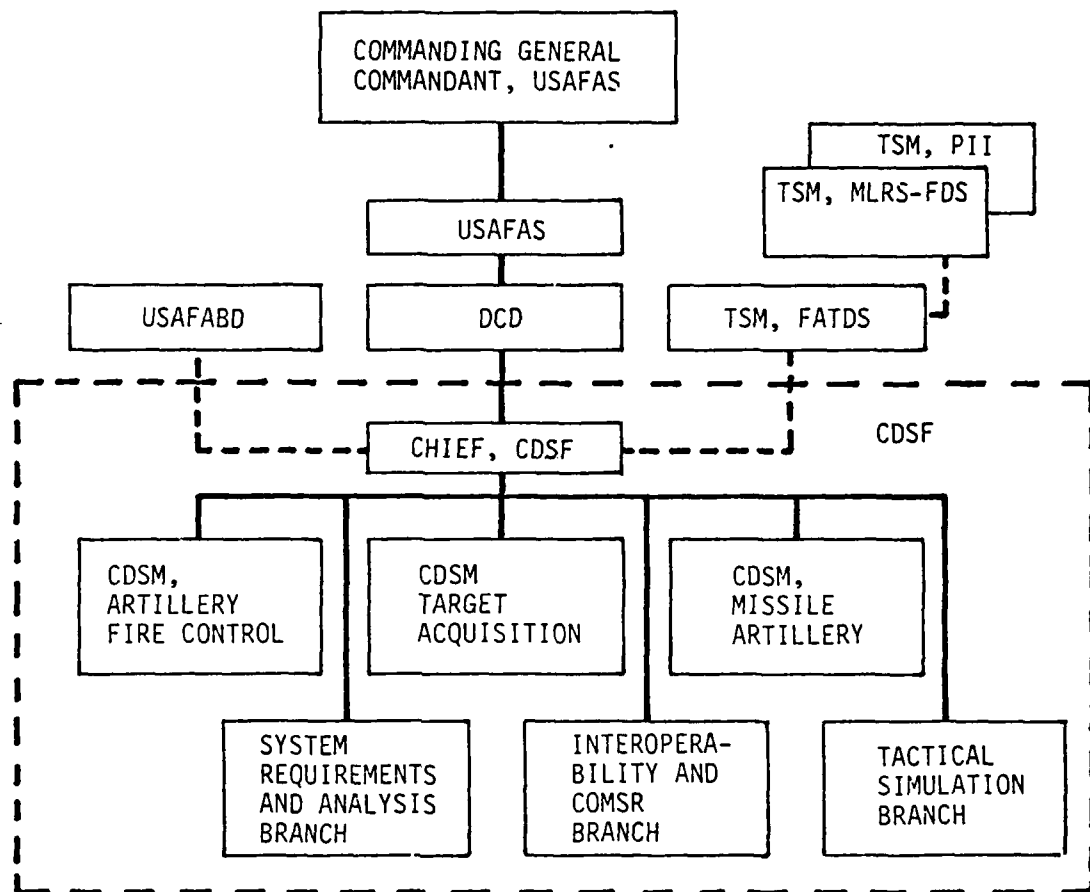 COMMANDING GENERAL
COMMANDANT, USAFAS
TSM, PII
TSM, MLRS-FDS
USAFAS
USAFABD
DCD
TSM, FATDS
CHIEF, CDSF
CDSF
CDSM,
ARTILLERY
FIRE CONTROL
CDSM
TARGET
ACQUISITION
CDSM,
MISSILE
ARTILLERY
SYSTEM
REQUIREMENTS
AND ANALYSIS
BRANCH
INTEROPERA-
BILITY AND
COMSR
BRANCH
TACTICAL
SIMULATION
BRANCH